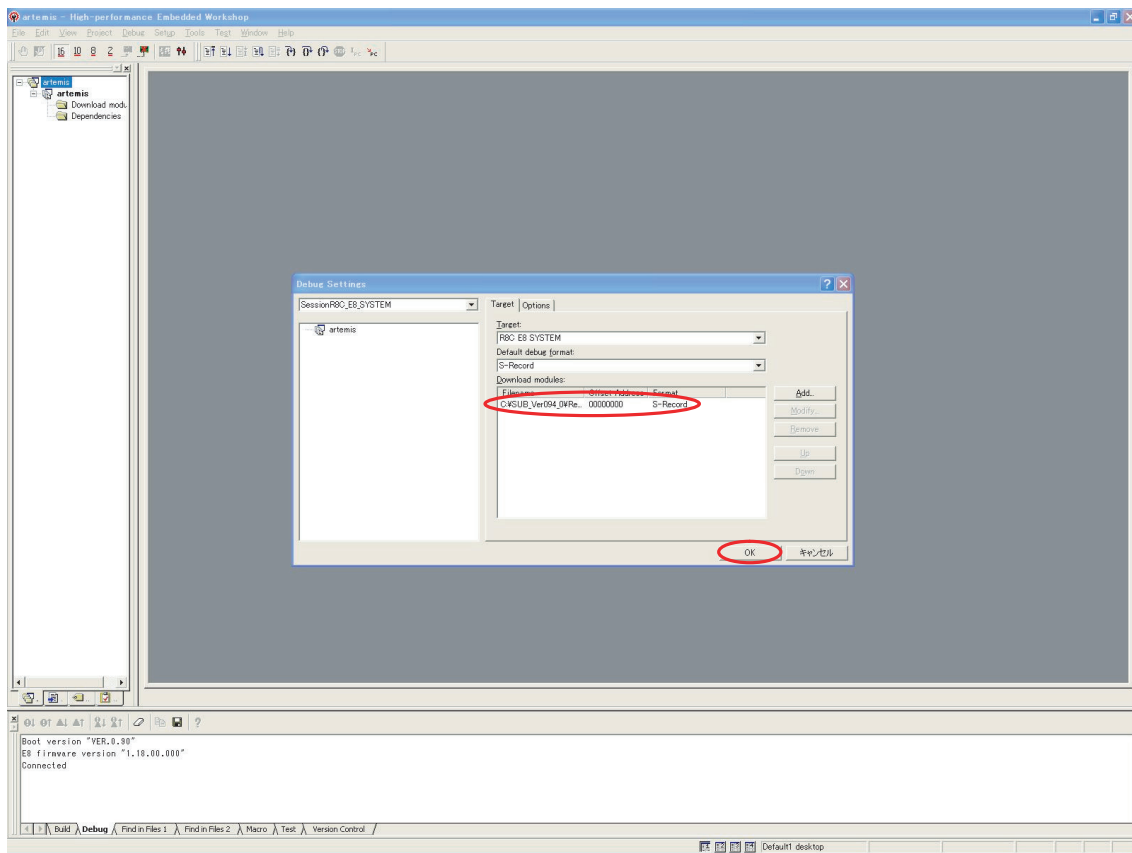 artemis - High-performance Embedded Workshop
File Edit View Project Debug Setup Tools Test Window Help
16 10 8 2
artemis
artemis
Download modu
Dependencies
Debug Settings
SessionR8C_E8_SYSTEM
artemis
Target Options
Target:
R8C E8 SYSTEM
Default debug format:
S-Record
Download modules:
Filename Offset Address Format
C:¥SUB_Ver094_0¥Re.. 00000000 S-Record
Add..
Modify..
Remove
Up
Down
OK キャンセル
Boot version "VER.0.90"
E8 firmware version "1.18.00.000"
Connected
Build Debug Find in Files 1 Find in Files 2 Macro Test Version Control
Default1 desktop